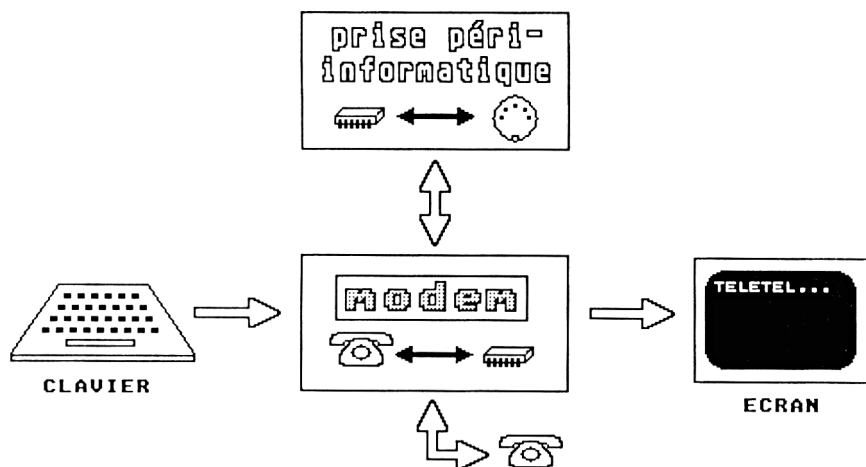 prise péri-
informatique
modeM
TELETEL...
CLAVIER
ECRAN